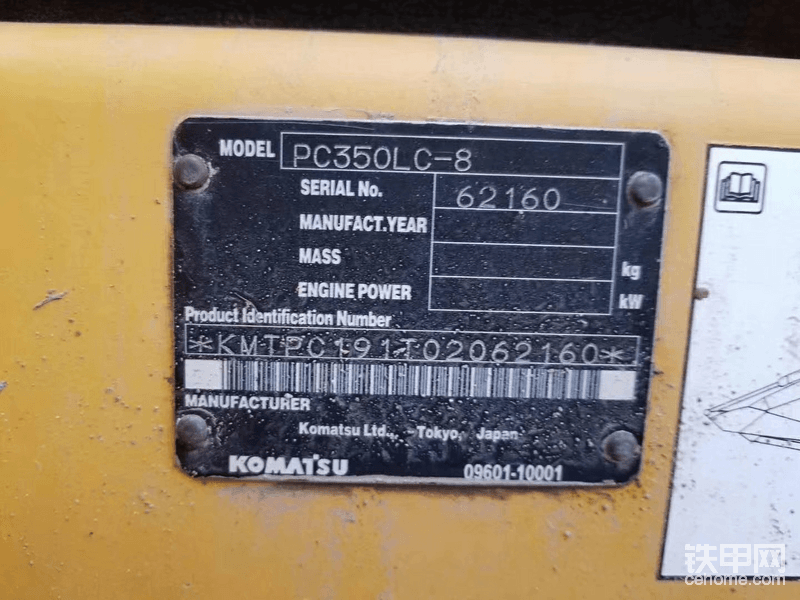 MODEL PC350LC-8
SERIAL No. 62160
MANUFACT.YEAR
MASS kg
ENGINE POWER kW
Product Identification Number
*KMTPC191T02062160*
MANUFACTURER
Komatsu Ltd., -Tokyo, Japan
KOMATSU 09601-10001
铁甲网
cehome.com